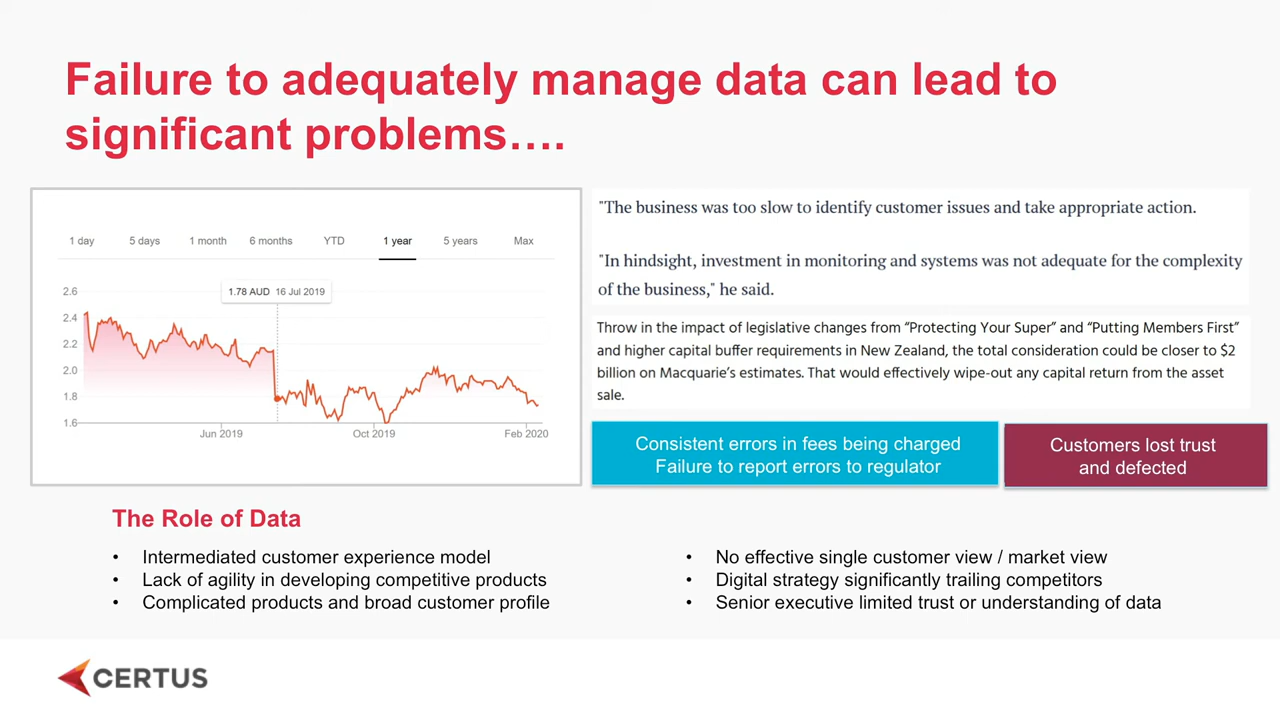 Failure to adequately manage data can lead to
significant problems….
1 day 5 days 1 month 6 months YTD 1 year 5 years Max
1.78 AUD 16 Jul 2019
2.6
2.4
2.2
2.0
1.8
1.6
Jun 2019 Oct 2019 Feb 2020
"The business was too slow to identify customer issues and take appropriate action.
"In hindsight, investment in monitoring and systems was not adequate for the complexity
of the business," he said.
Throw in the impact of legislative changes from “Protecting Your Super” and “Putting Members First”
and higher capital buffer requirements in New Zealand, the total consideration could be closer to $2
billion on Macquarie’s estimates. That would effectively wipe-out any capital return from the asset
sale.
Consistent errors in fees being charged
Failure to report errors to regulator
Customers lost trust
and defected
The Role of Data
• Intermediated customer experience model
• Lack of agility in developing competitive products
• Complicated products and broad customer profile
• No effective single customer view / market view
• Digital strategy significantly trailing competitors
• Senior executive limited trust or understanding of data
CERTUS